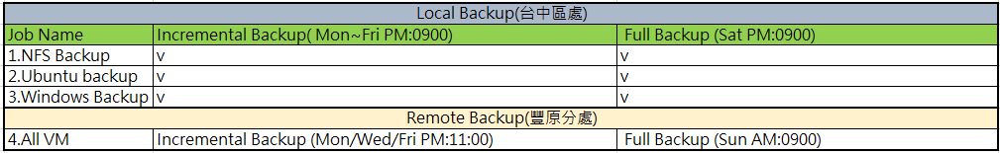 Local Backup(台中區處)
Job Name Incremental Backup( Mon~Fri PM:0900) Full Backup (Sat PM:0900)
1.NFS Backup v v
2.Ubuntu backup v v
3.Windows Backup v v
Remote Backup(豐原分處)
4.All VM Incremental Backup (Mon/Wed/Fri PM:11:00) Full Backup (Sun AM:0900)